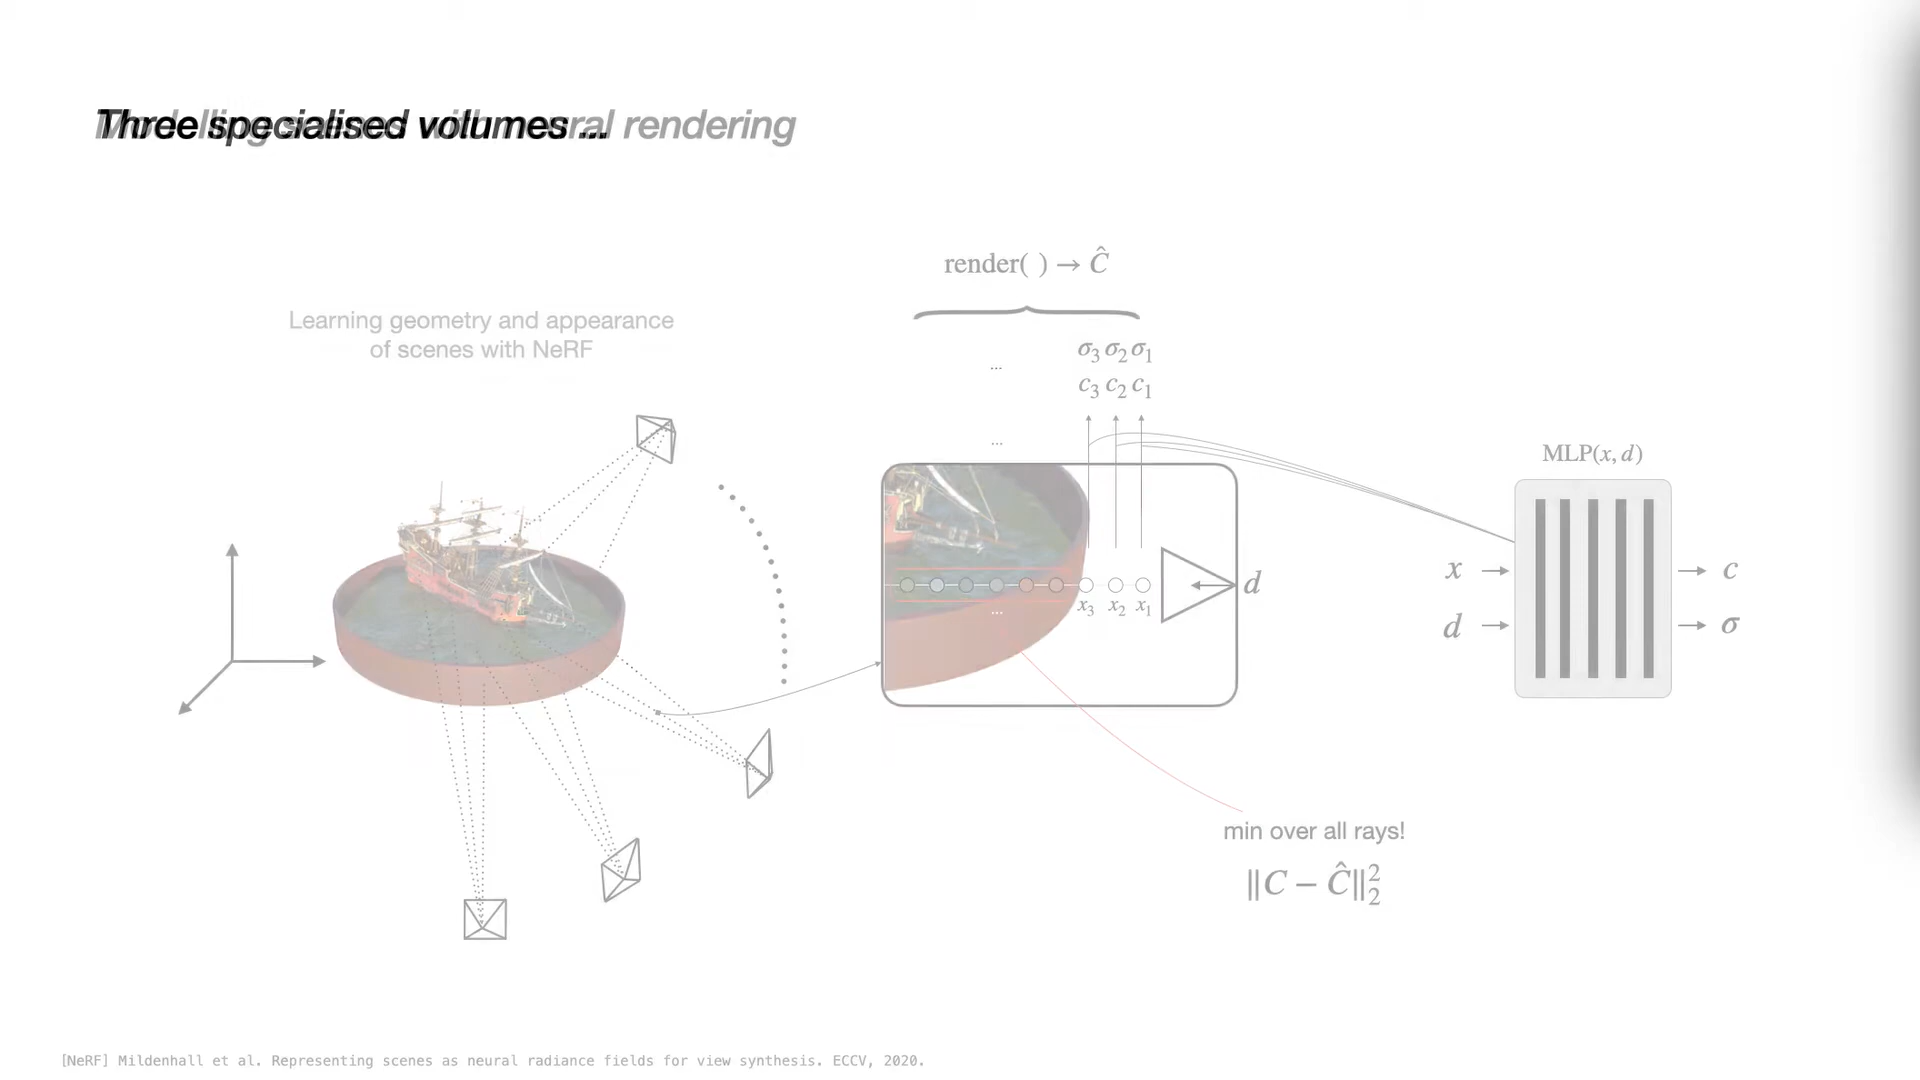 Three specialised volumes ...
rendering
render( ) → Ĉ
Learning geometry and appearance
of scenes with NeRF
σ3 σ2 σ1
...
c3 c2 c1
...
MLP(x, d)
x → → c
d
x3 x2 x1
...
d → → σ
min over all rays!
‖C − Ĉ‖₂²
[NeRF] Mildenhall et al. Representing scenes as neural radiance fields for view synthesis. ECCV, 2020.